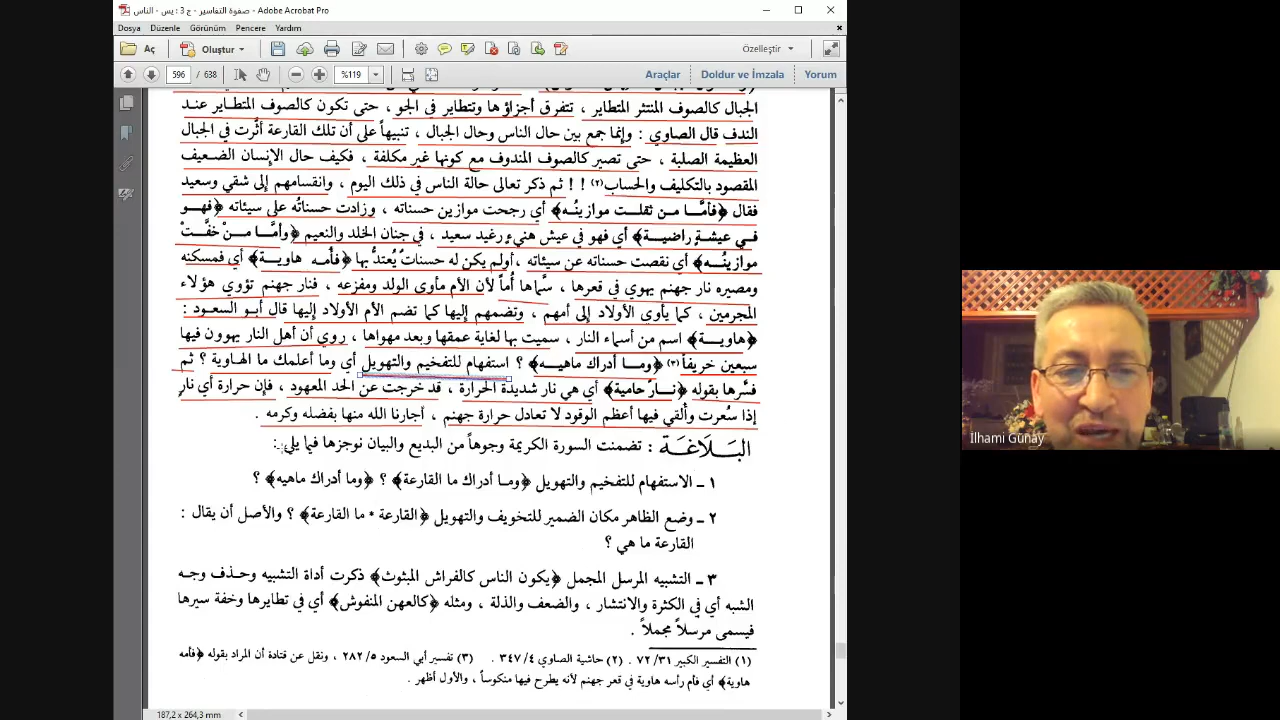 صفوة التفاسير - ج 3 : يس - الناس - Adobe Acrobat Pro
Dosya Düzenle Görünüm Pencere Yardım
Aç Oluştur Özelleştir
596 / 638 %119 Araçlar Doldur ve İmzala Yorum
الجبال كالصوف المنتثر المتطاير ، تتفرق أجزاؤها وتتطاير في الجو ، حتى تكون كالصوف المتطاير عند
الندف قال الصاوي : وإنما جمع بين حال الناس وحال الجبال ، تنبيهاً على أن تلك القارعة أثَّرت في الجبال
العظيمة الصلبة ، حتى تصير كالصوف المندوف مع كونها غير مكلفة ، فكيف حال الإنسان الضعيف
المقصود بالتكليف والحساب(٢) !! ثم ذكر تعالى حالة الناس في ذلك اليوم ، وانقسامهم إلى شقي وسعيد
فقال ﴿فأمَّا من ثقلت موازينُه﴾ أي رجحت موازين حسناته ، وزادت حسناتُه على سيئاته ﴿فهو
في عيشةٍ راضية﴾ أي فهو في عيش هنيءٍ رغيد سعيد ، في جنان الخلد والنعيم ﴿وأمَّا منْ خفَّتْ
موازينُه﴾ أي نقصت حسناته عن سيئاته ، أولم يكن له حسناتٌ يُعتدُّ بها ﴿فأمه هاوية﴾ أي فمسكنه
ومصيره نار جهنم يهوي في قعرها ، سمَّاها أُماً لأن الأم مأوى الولد ومفزعه ، فنار جهنم تؤوي هؤلاء
المجرمين ، كما يأوي الأولاد إلى أمهم ، وتضمهم إليها كما تضم الأم الأولاد إليها قال أبو السعود :
﴿هاوية﴾ اسم من أسماء النار ، سميت بها لغاية عمقها وبعد مهواها ، روي أن أهل النار يهوون فيها
سبعين خريفاً(٣) ﴿وما أدراك ماهيه﴾ ؟ استفهام للتفخيم والتهويل أي وما أعلمك ما الهاوية ؟ ثم
فسَّرها بقوله ﴿نارٌ حامية﴾ أي هي نار شديدة الحرارة ، قد خرجت عن الحد المعهود ، فإن حرارة أي نار
إذا سُعرت وأُلقي فيها أعظم الوقود لا تعادل حرارة جهنم ، أجارنا الله منها بفضله وكرمه .
البَلَاغَة : تضمنت السورة الكريمة وجوهاً من البديع والبيان نوجزها فيما يلي :
١ ـ الاستفهام للتفخيم والتهويل ﴿وما أدراك ما القارعة﴾ ؟ ﴿وما أدراك ماهيه﴾ ؟
٢ ـ وضع الظاهر مكان الضمير للتخويف والتهويل ﴿القارعة * ما القارعة﴾ ؟ والأصل أن يقال :
القارعة ما هي ؟
٣ ـ التشبيه المرسل المجمل ﴿يكون الناس كالفراش المبثوث﴾ ذكرت أداة التشبيه وحذف وجه
الشبه أي في الكثرة والانتشار ، والضعف والذلة ، ومثله ﴿كالعهن المنفوش﴾ أي في تطايرها وخفة سيرها
فيسمى مرسلاً مجملاً .
(١) التفسير الكبير ٣١/ ٧٢ . (٢) حاشية الصاوي ٤/ ٣٤٧ . (٣) تفسير أبي السعود ٥/ ٢٨٢ ، ونقل عن قتادة أن المراد بقوله ﴿فأمه
هاوية﴾ أي فأم رأسه هاوية في قعر جهنم لأنه يطرح فيها منكوساً ، والأول أظهر .
187,2 x 264,3 mm
İlhami Günay